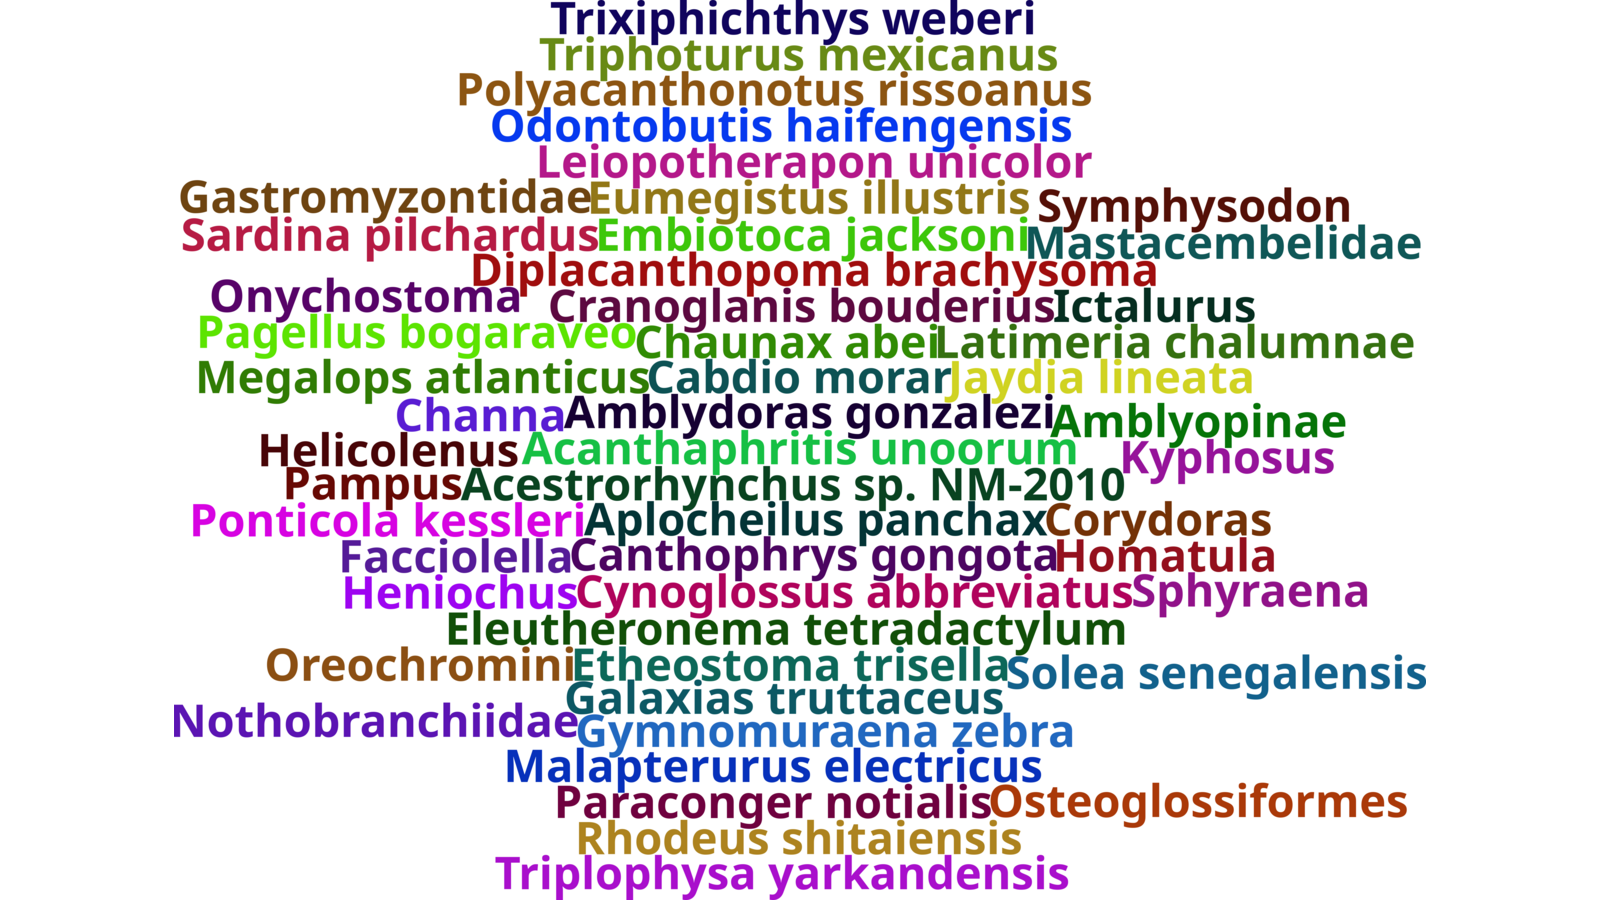 Trixiphichthys weberi
Triphoturus mexicanus
Polyacanthonotus rissoanus
Odontobutis haifengensis
Leiopotherapon unicolor
Gastromyzontidae Eumegistus illustris Symphysodon
Sardina pilchardus Embiotoca jacksoni Mastacembelidae
Diplacanthopoma brachysoma
Onychostoma Cranoglanis bouderius Ictalurus
Pagellus bogaraveo Chaunax abei Latimeria chalumnae
Megalops atlanticus Cabdio morar Jaydia lineata
Channa Amblydoras gonzalezi Amblyopinae
Helicolenus Acanthaphritis unoorum Kyphosus
Pampus Acestrorhynchus sp. NM-2010
Ponticola kessleri Aplocheilus panchax Corydoras
Facciolella Canthophrys gongota Homatula
Heniochus Cynoglossus abbreviatus Sphyraena
Eleutheronema tetradactylum
Oreochromini Etheostoma trisella Solea senegalensis
Galaxias truttaceus
Nothobranchiidae Gymnomuraena zebra
Malapterurus electricus
Paraconger notialis Osteoglossiformes
Rhodeus shitaiensis
Triplophysa yarkandensis